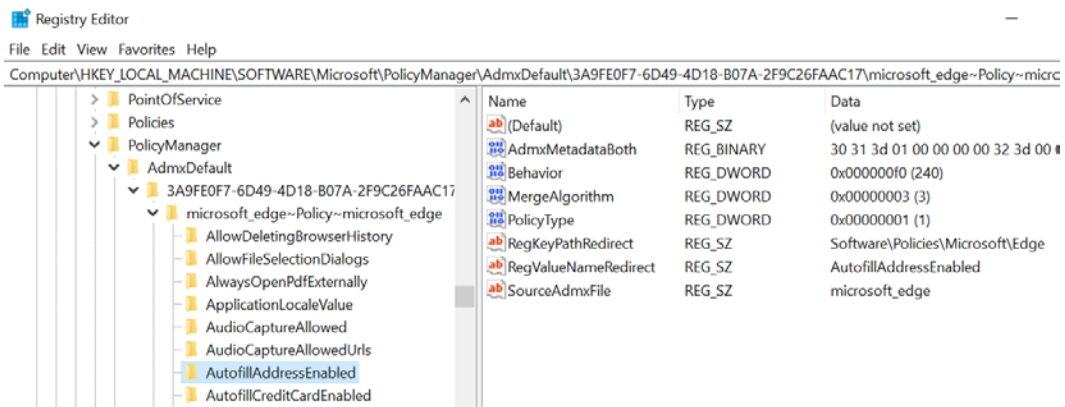 Registry Editor
File Edit View Favorites Help
Computer\HKEY_LOCAL_MACHINE\SOFTWARE\Microsoft\PolicyManager\AdmxDefault\3A9FE0F7-6D49-4D18-B07A-2F9C26FAAC17\microsoft_edge~Policy~micrc
PointOfService
Policies
PolicyManager
AdmxDefault
3A9FE0F7-6D49-4D18-B07A-2F9C26FAAC17
microsoft_edge~Policy~microsoft_edge
AllowDeletingBrowserHistory
AllowFileSelectionDialogs
AlwaysOpenPdfExternally
ApplicationLocaleValue
AudioCaptureAllowed
AudioCaptureAllowedUrls
AutofillAddressEnabled
AutofillCreditCardEnabled
Name Type Data
(Default) REG_SZ (value not set)
AdmxMetadataBoth REG_BINARY 30 31 3d 01 00 00 00 00 32 3d 00
Behavior REG_DWORD 0x000000f0 (240)
MergeAlgorithm REG_DWORD 0x00000003 (3)
PolicyType REG_DWORD 0x00000001 (1)
RegKeyPathRedirect REG_SZ Software\Policies\Microsoft\Edge
RegValueNameRedirect REG_SZ AutofillAddressEnabled
SourceAdmxFile REG_SZ microsoft_edge